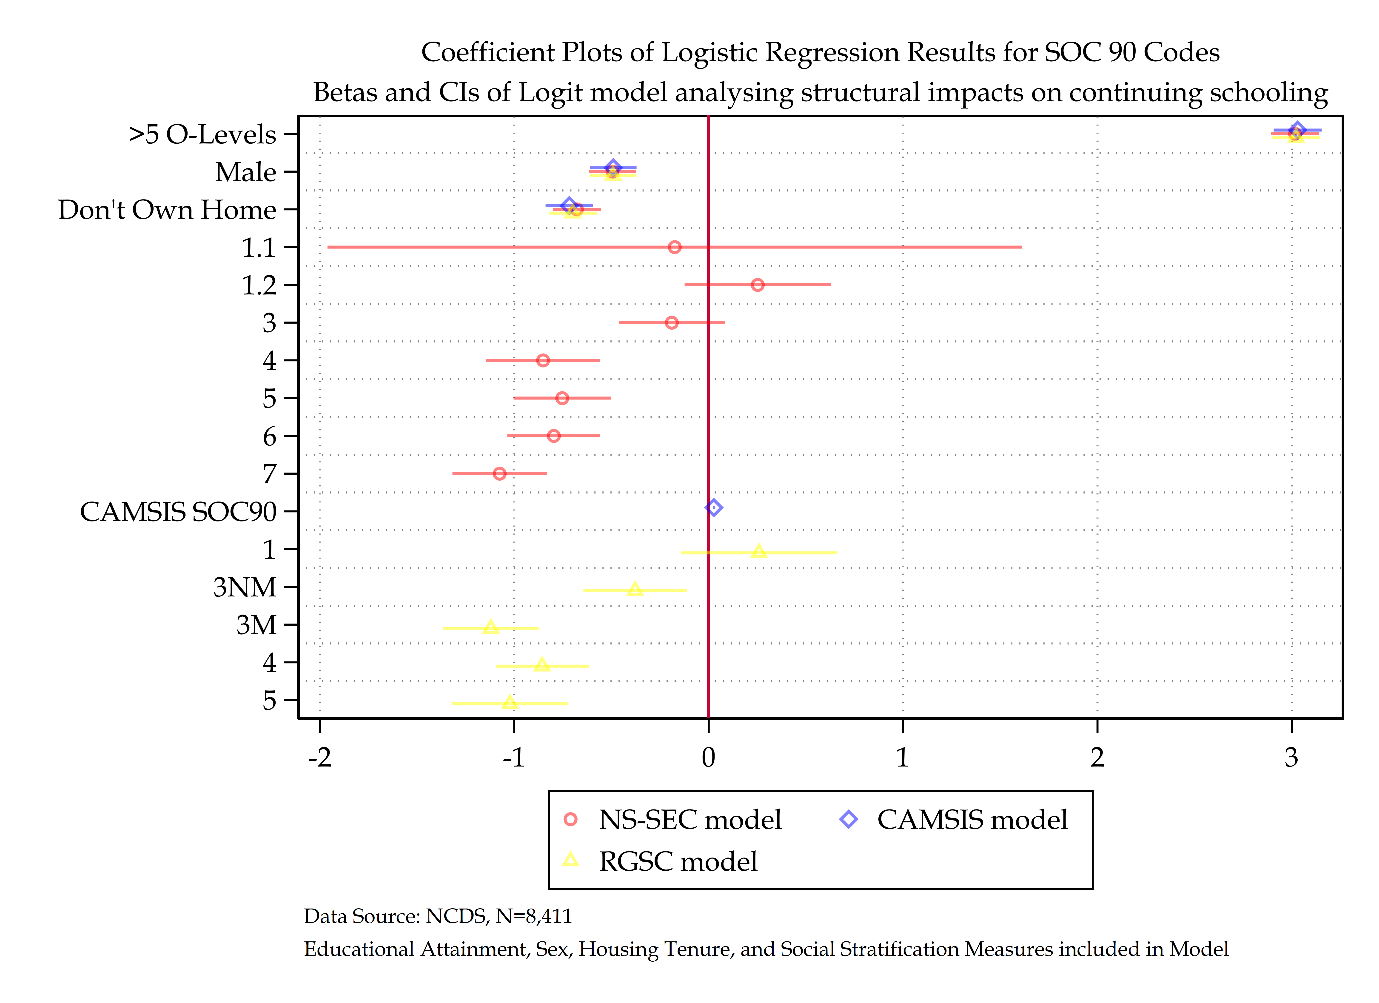 Coefficient Plots of Logistic Regression Results for SOC 90 Codes
Betas and CIs of Logit model analysing structural impacts on continuing schooling
>5 O-Levels
Male
Don't Own Home
1.1
1.2
3
4
5
6
7
CAMSIS SOC90
1
3NM
3M
4
5
-2 -1 0 1 2 3
NS-SEC model CAMSIS model
RGSC model
Data Source: NCDS, N=8,411
Educational Attainment, Sex, Housing Tenure, and Social Stratification Measures included in Model